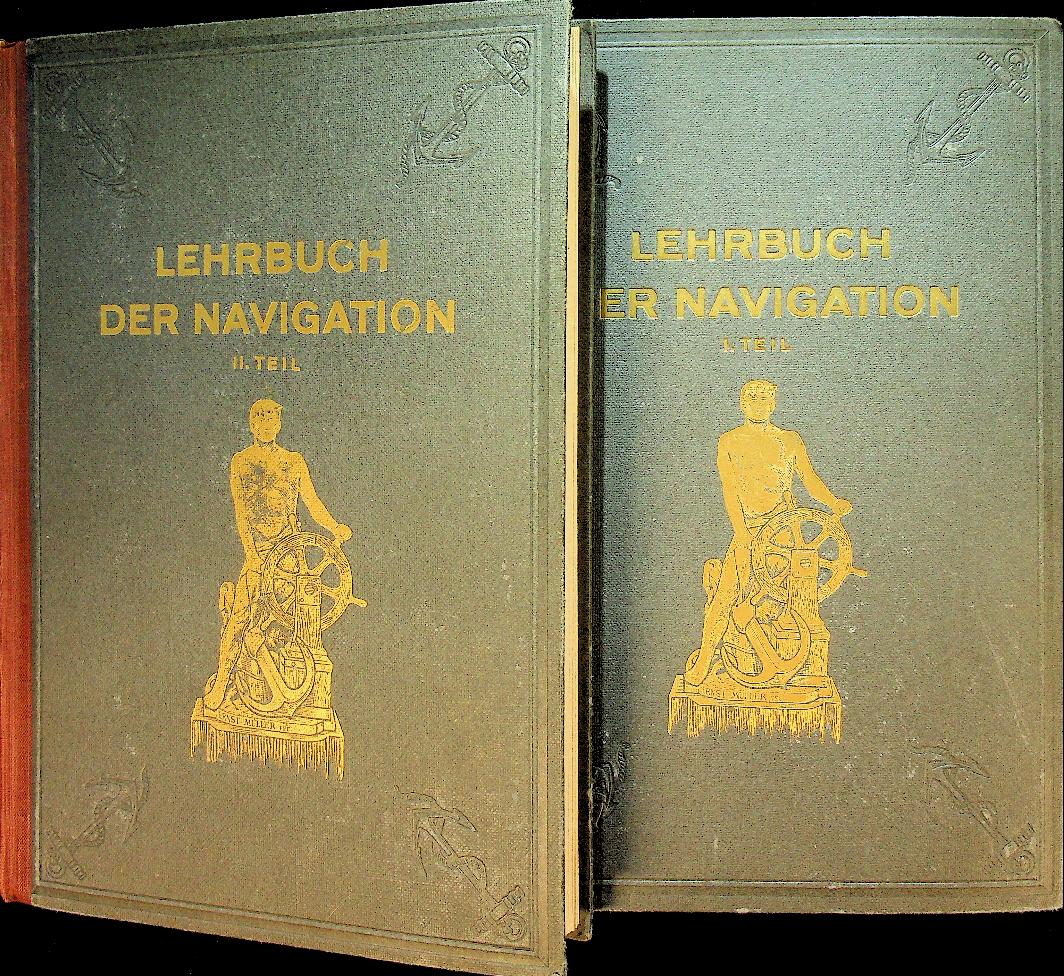 LEHRBUCH
DER NAVIGATION
II. TEIL
LEHRBUCH
ER NAVIGATION
I. TEIL